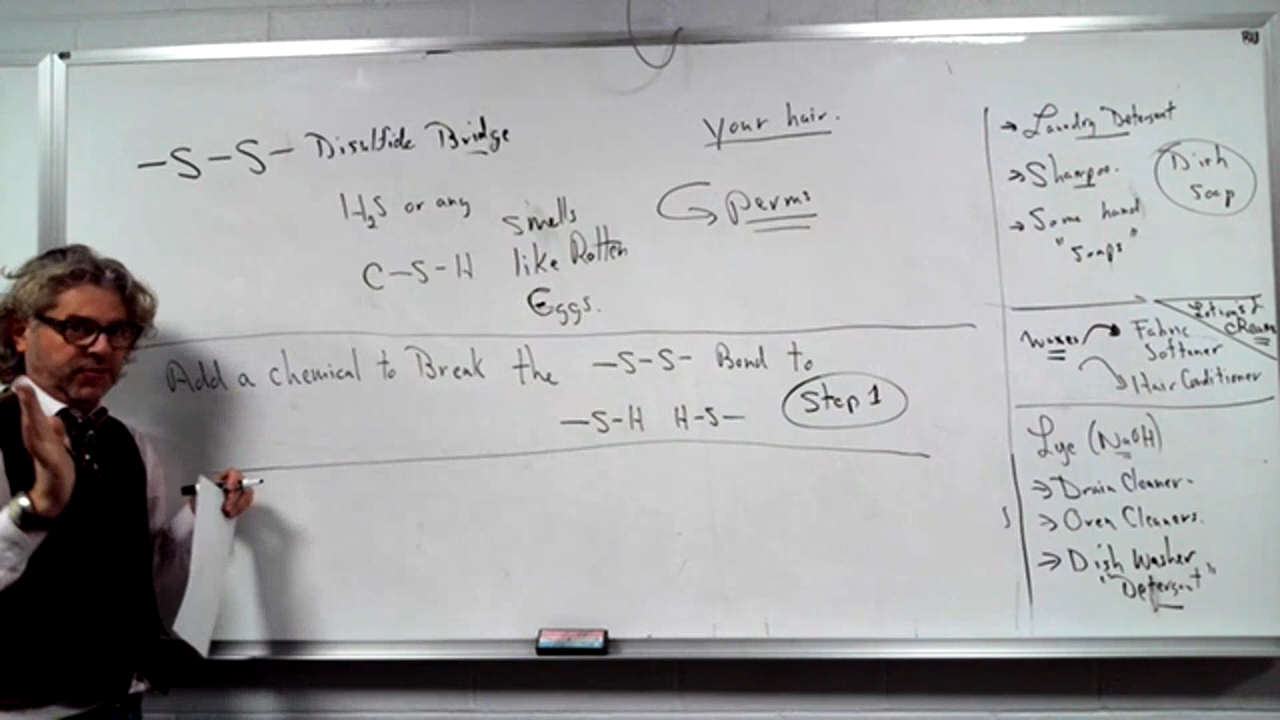 -S-S- Disulfide Bridge
H₂S or any
C-S-H
smells
like Rotten
Eggs.
your hair.
Perms
Add a chemical to Break the -S-S- Bond to
-S-H H-S-
Step 1
→ Laundry Detergent
→ Shampoo.
→ Some hand
"soaps"
Dish
Soap
Waxes
Fabric
Softener
Hair Conditioner
Lotions &
CReams
Lye (NaOH)
→ Drain Cleaner.
→ Oven Cleaners.
→ Dish Washer
"Detergent"